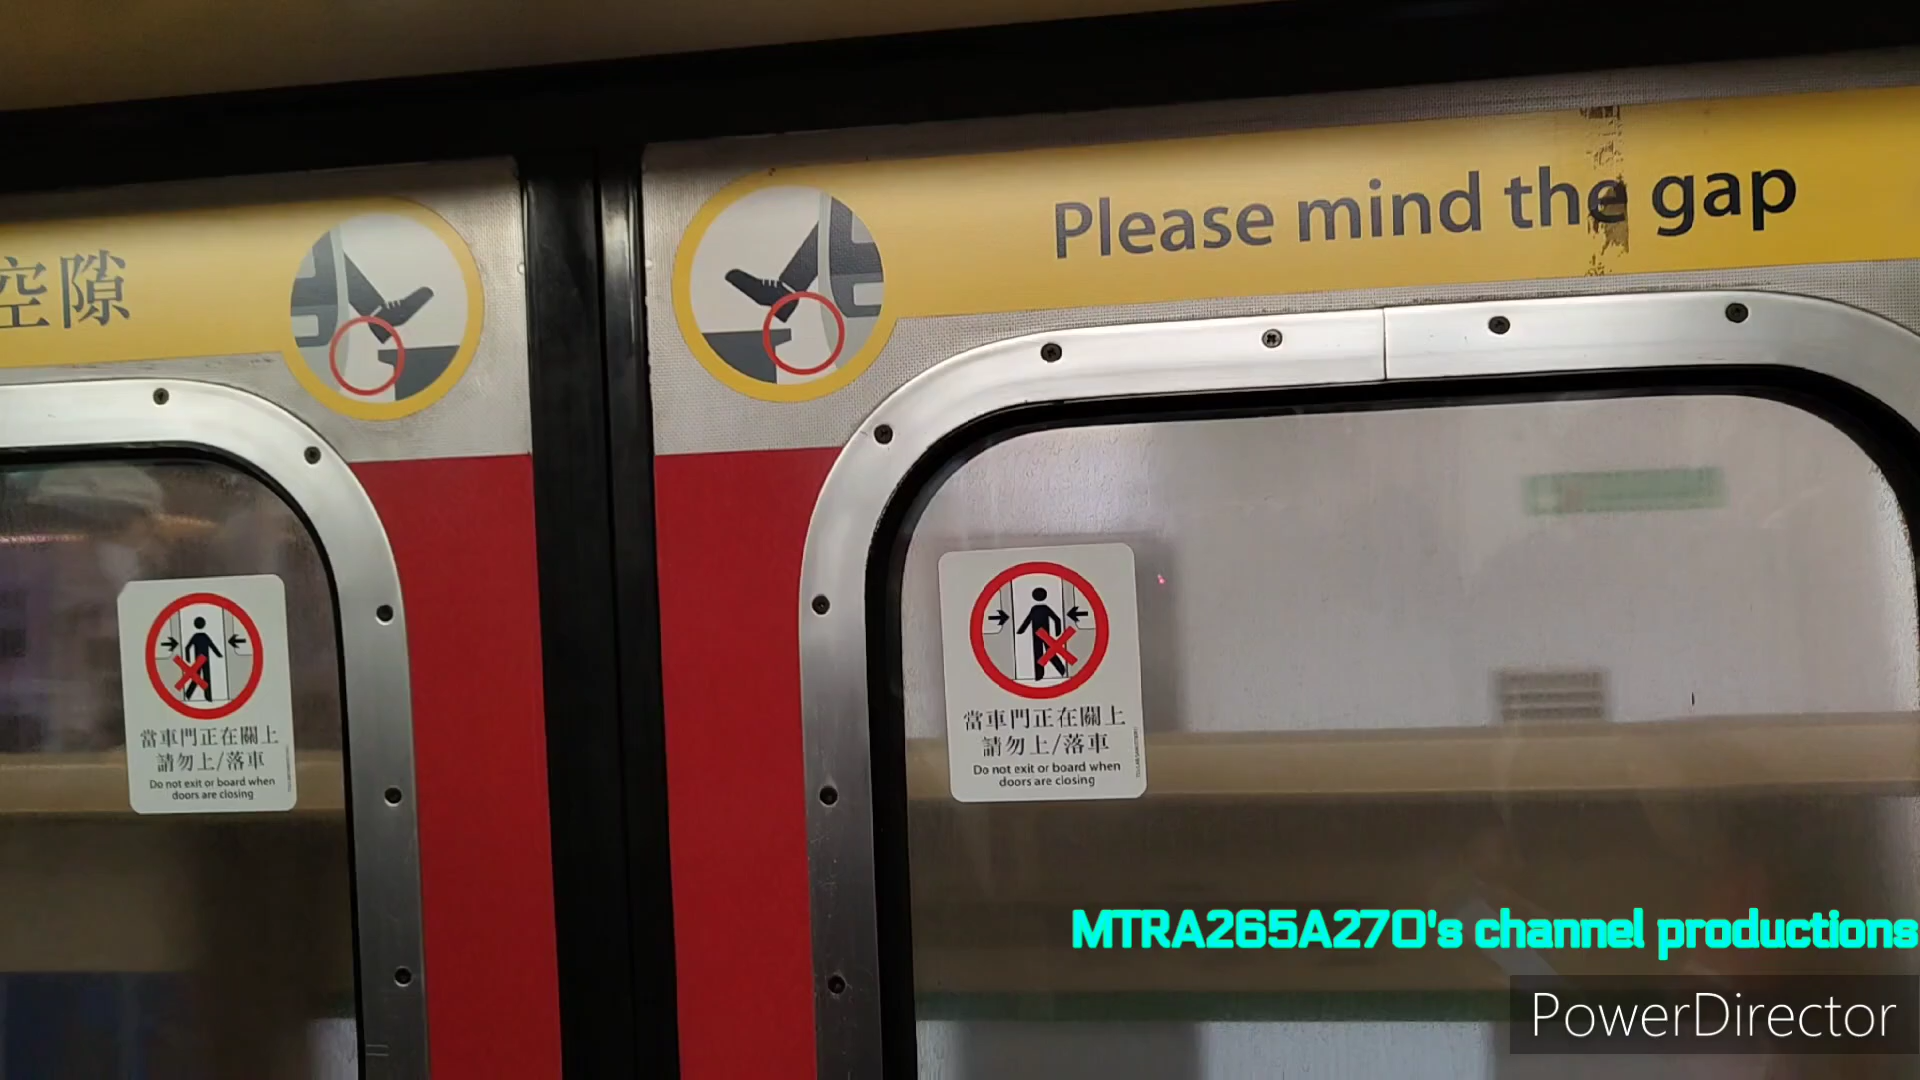 空隙
Please mind the gap
當車門正在關上
請勿上/落車
Do not exit or board when
doors are closing
當車門正在關上
請勿上/落車
Do not exit or board when
doors are closing
MTRA265A270's channel productions
PowerDirector